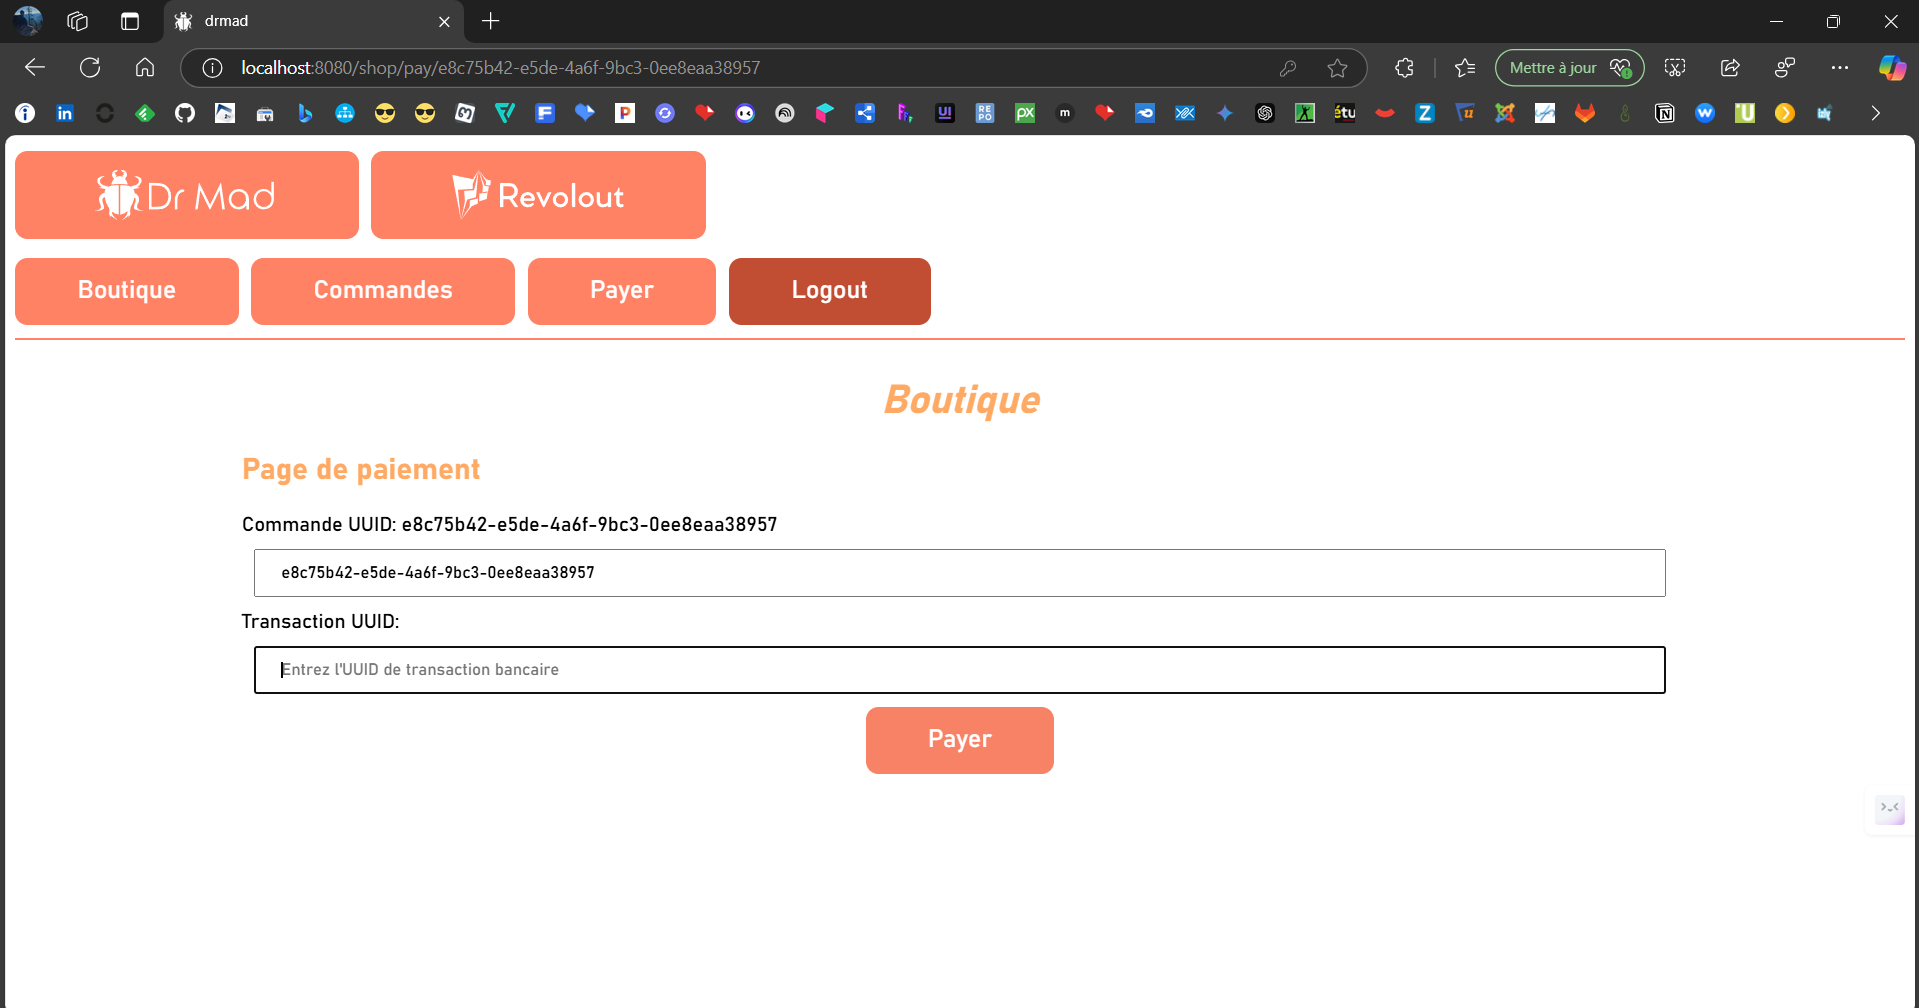 drmad
localhost:8080/shop/pay/e8c75b42-e5de-4a6f-9bc3-0ee8eaa38957
Mettre à jour
Dr Mad
Revolout
Boutique
Commandes
Payer
Logout
Boutique
Page de paiement
Commande UUID: e8c75b42-e5de-4a6f-9bc3-0ee8eaa38957
e8c75b42-e5de-4a6f-9bc3-0ee8eaa38957
Transaction UUID:
Entrez l'UUID de transaction bancaire
Payer